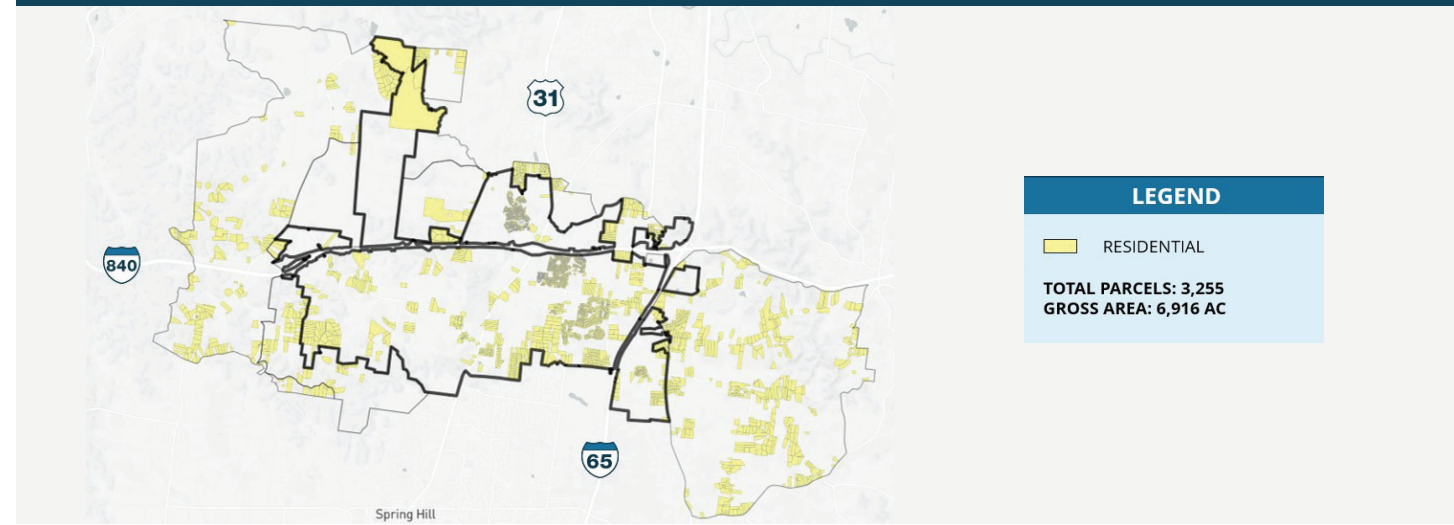 31
840
65
Spring Hill
LEGEND
RESIDENTIAL
TOTAL PARCELS: 3,255
GROSS AREA: 6,916 AC